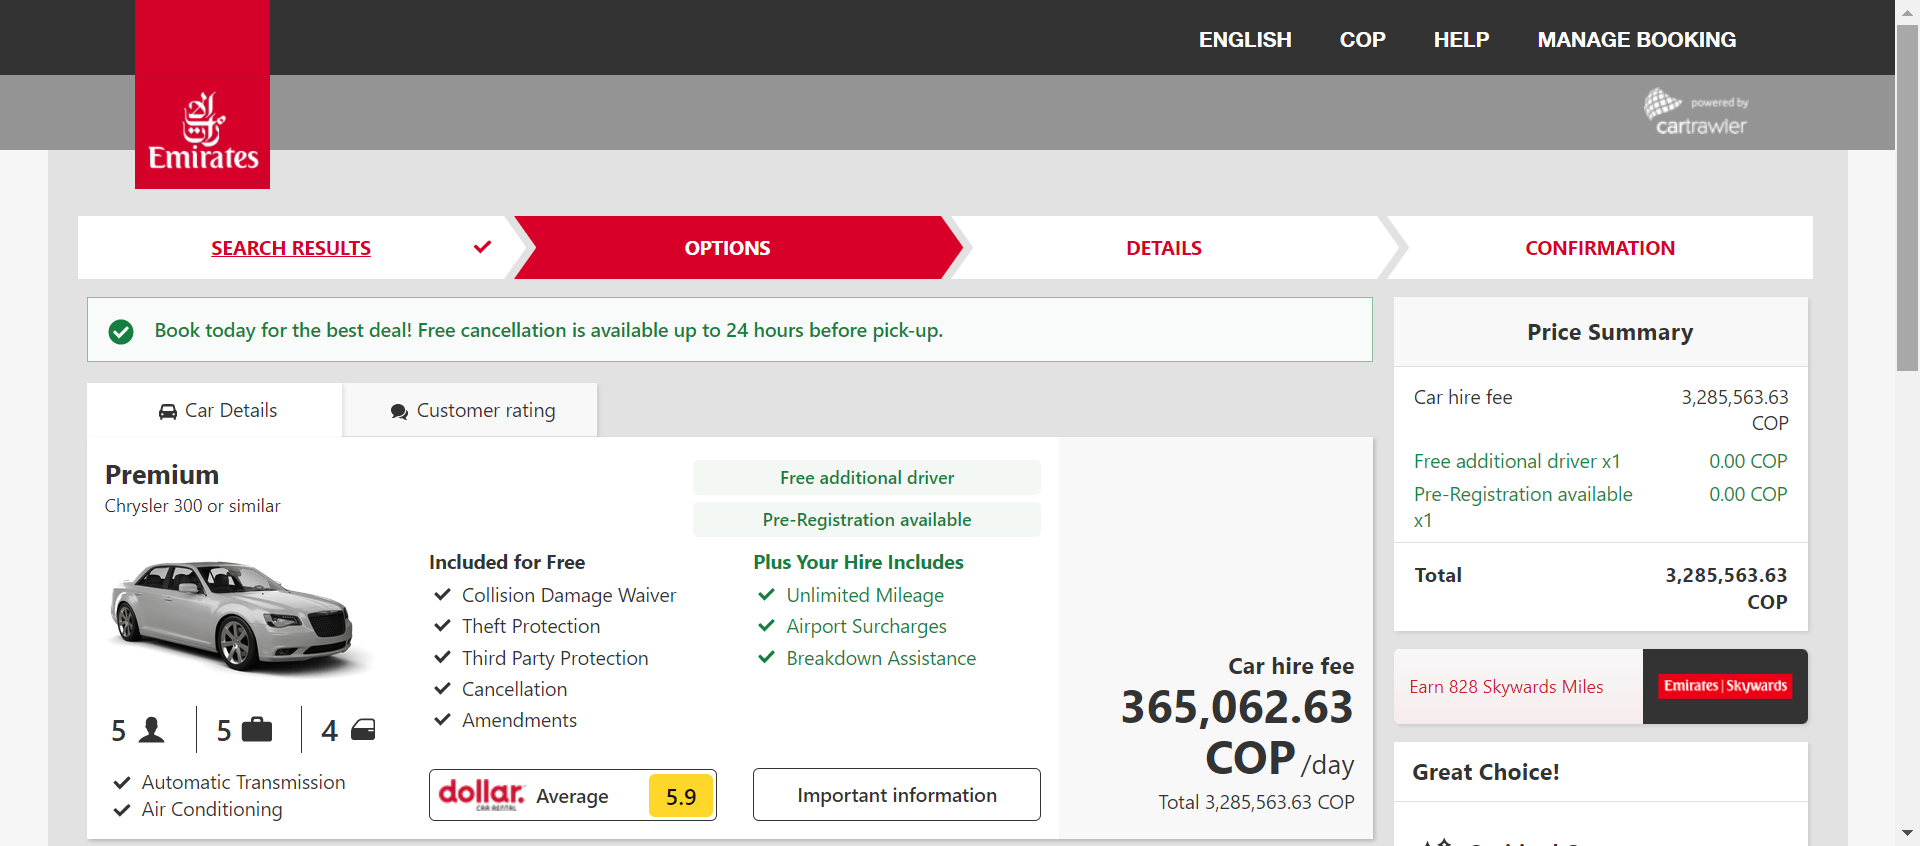 ENGLISH COP HELP MANAGE BOOKING
Emirates
powered by
cartrawler
SEARCH RESULTS OPTIONS DETAILS CONFIRMATION
Book today for the best deal! Free cancellation is available up to 24 hours before pick-up.
Car Details Customer rating
Premium
Chrysler 300 or similar
Free additional driver
Pre-Registration available
5 5 4
Automatic Transmission
Air Conditioning
Included for Free
Collision Damage Waiver
Theft Protection
Third Party Protection
Cancellation
Amendments
dollar.
CAR RENTAL
Average 5.9
Plus Your Hire Includes
Unlimited Mileage
Airport Surcharges
Breakdown Assistance
Important information
Car hire fee
365,062.63
COP /day
Total 3,285,563.63 COP
Price Summary
Car hire fee 3,285,563.63
COP
Free additional driver x1 0.00 COP
Pre-Registration available 0.00 COP
x1
Total 3,285,563.63
COP
Earn 828 Skywards Miles
Emirates | Skywards
Great Choice!